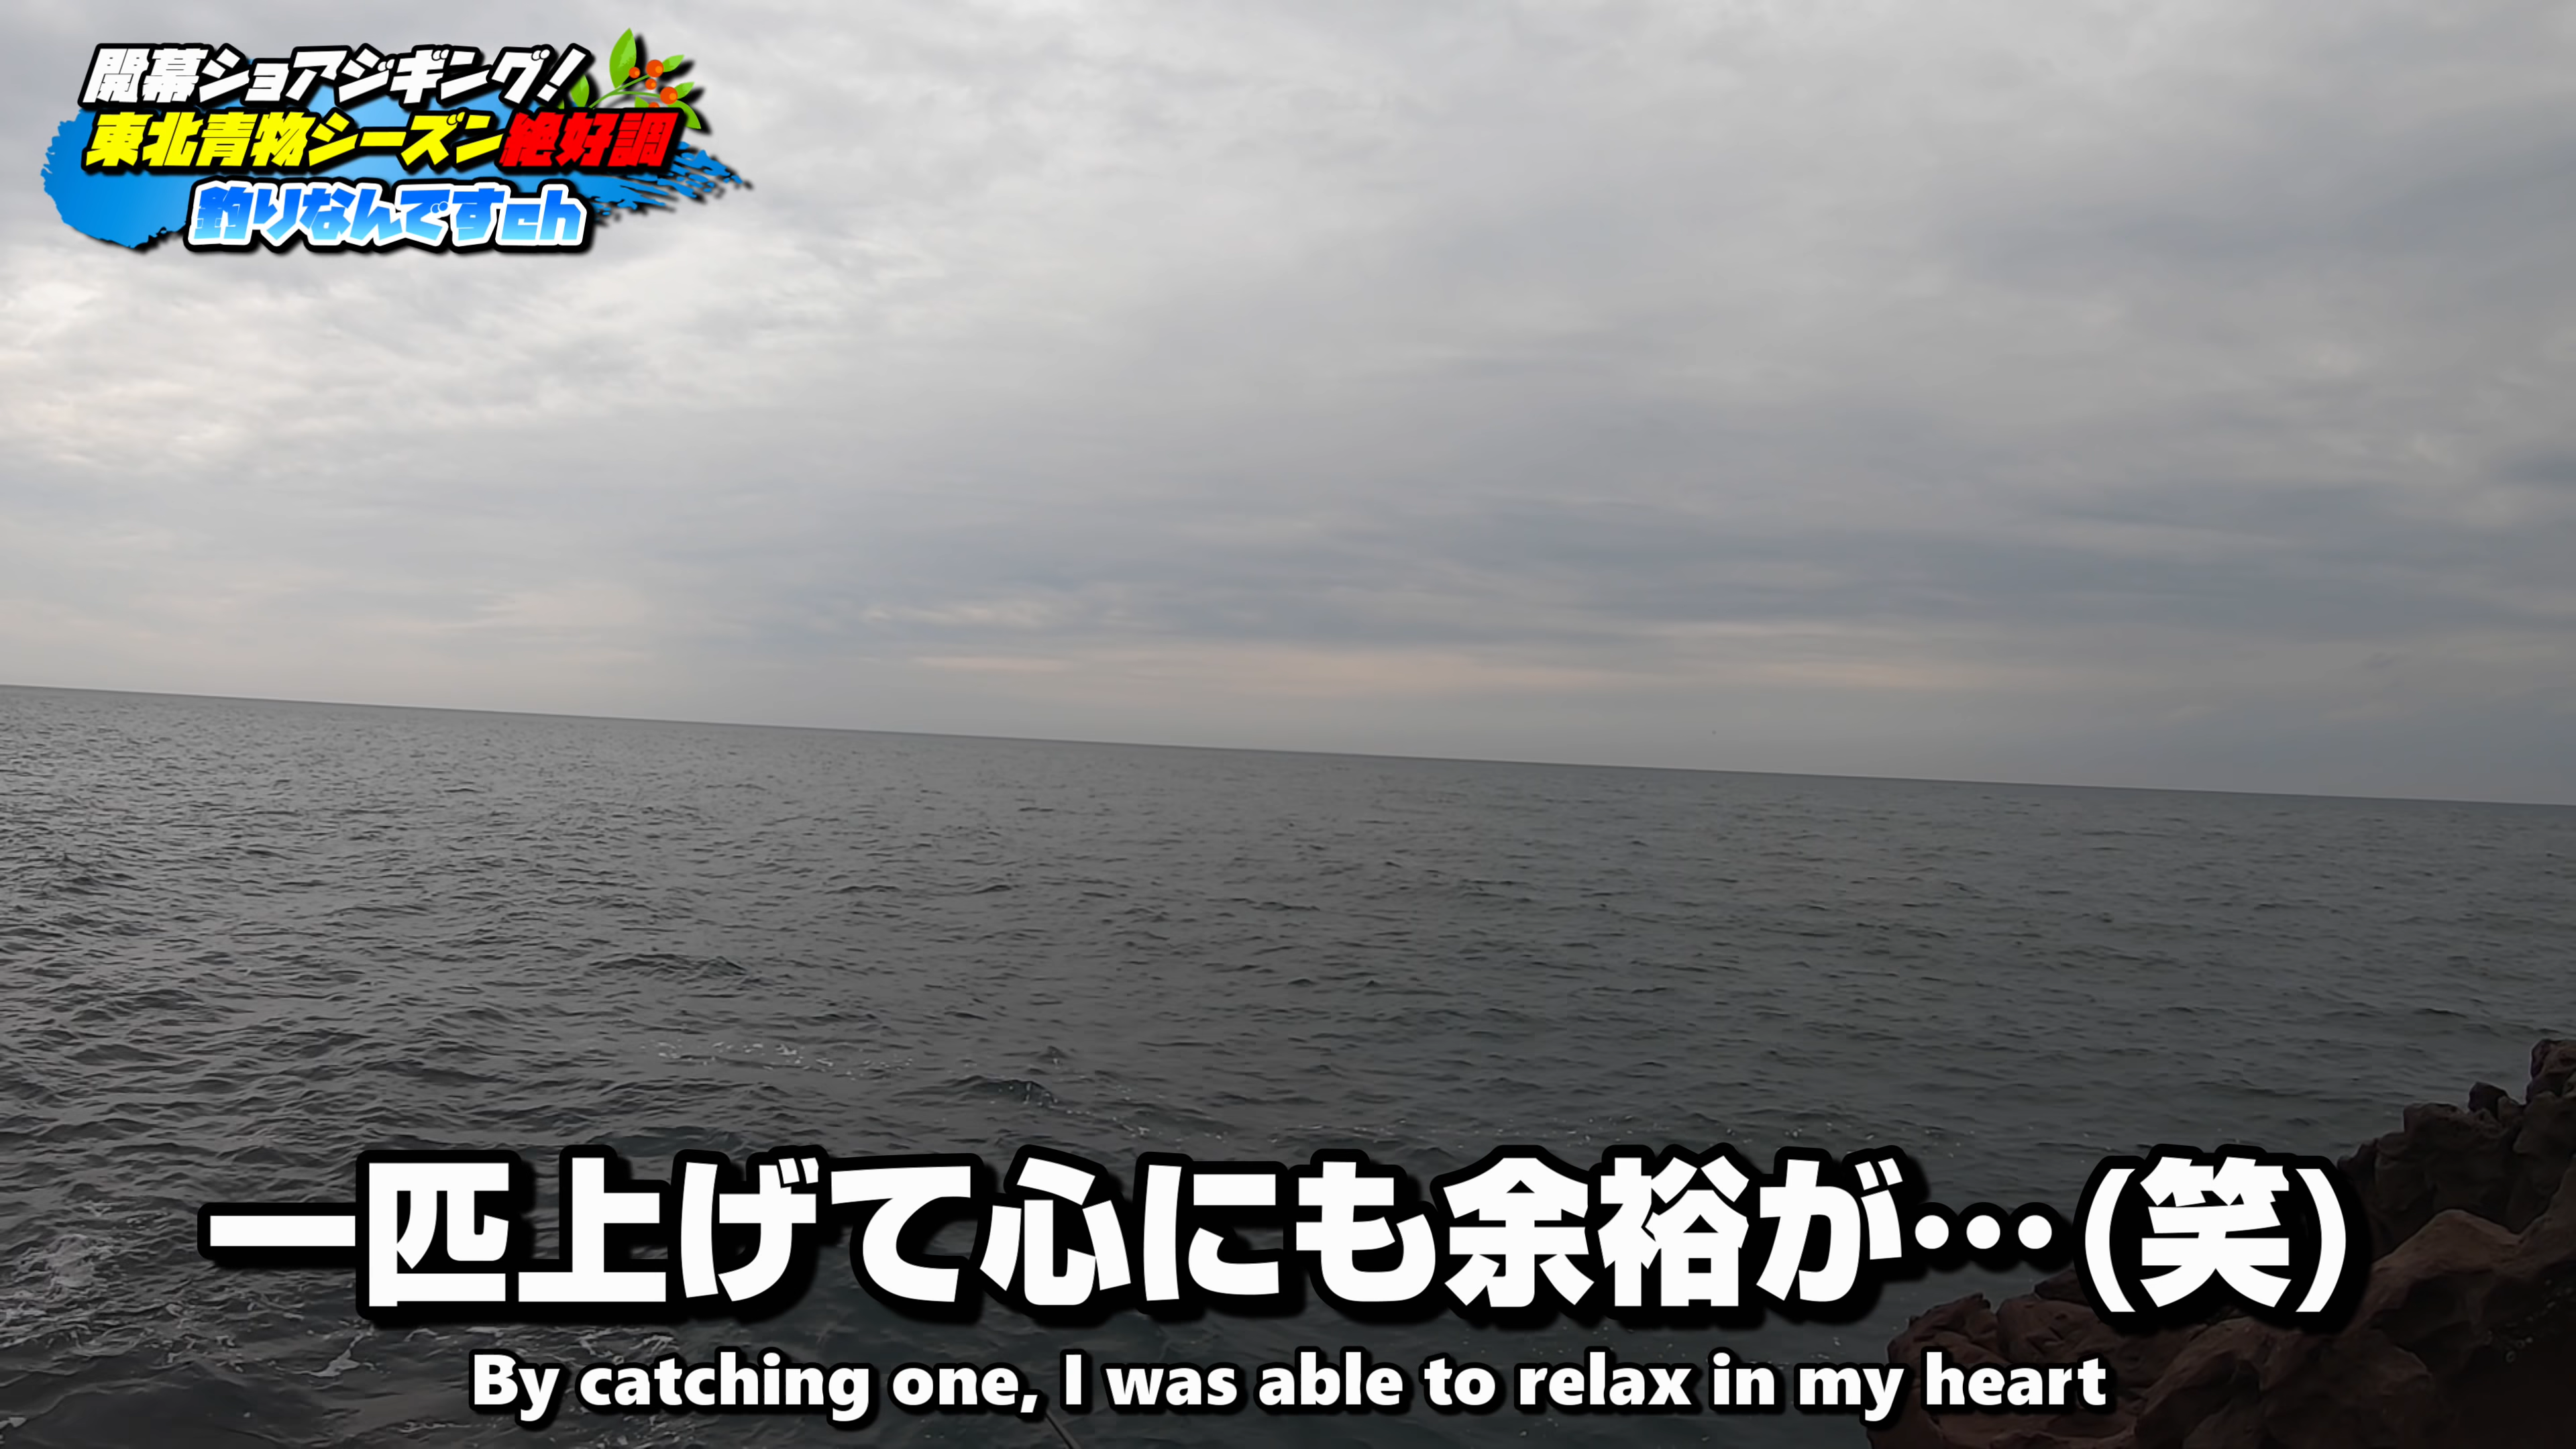 開幕ショアジギング!
東北青物シーズン絶好調
釣りなんですch
一匹上げて心にも余裕が…(笑)
By catching one, I was able to relax in my heart